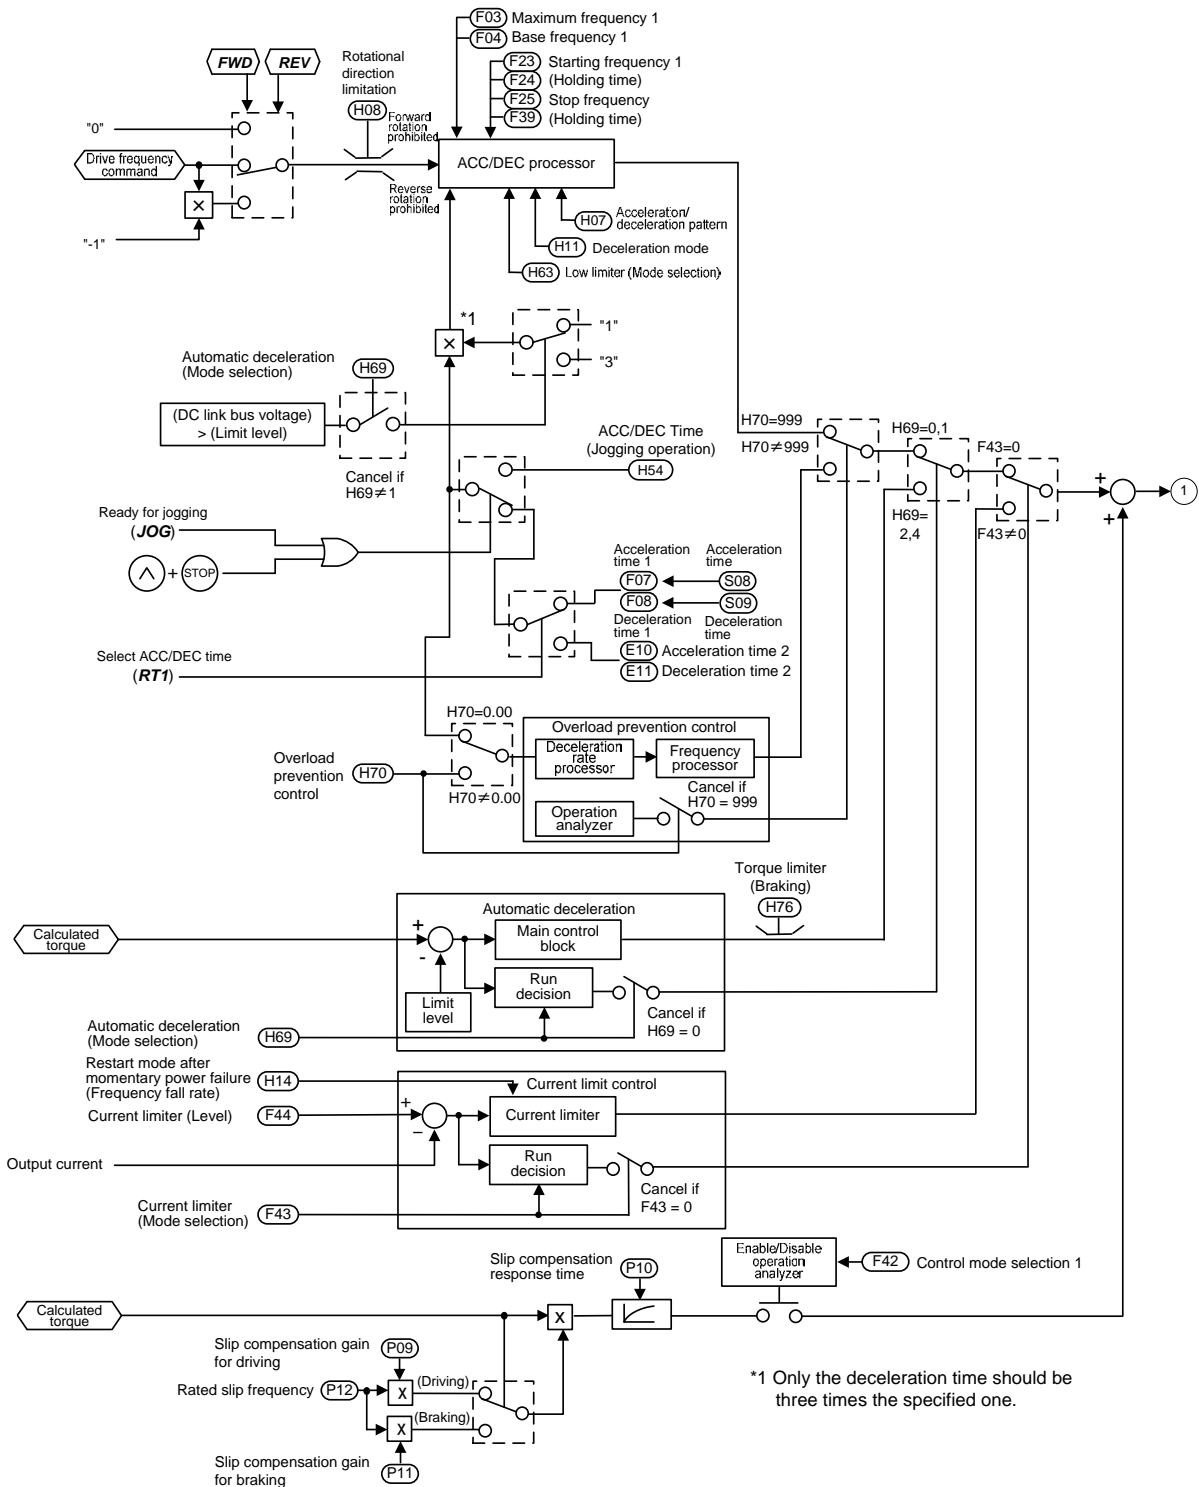 F03 Maximum frequency 1
F04 Base frequency 1
F23 Starting frequency 1
F24 (Holding time)
F25 Stop frequency
F39 (Holding time)
FWD REV
Rotational
direction
limitation
H08
Forward
rotation
prohibited
"0"
Drive frequency
command
×
"-1"
Reverse
rotation
prohibited
ACC/DEC processor
H07 Acceleration/
deceleration pattern
H11 Deceleration mode
H63 Low limiter (Mode selection)
*1
×
"1"
"3"
Automatic deceleration
(Mode selection)
H69
(DC link bus voltage)
> (Limit level)
Cancel if
H69≠1
ACC/DEC Time
(Jogging operation)
H54
H70=999
H70≠999
H69=0,1
H69=
2,4
F43=0
F43≠0
+
+
1
Ready for jogging
(JOG)
∧ + STOP
Acceleration
time 1
Acceleration
time
F07 S08
F08 S09
Deceleration
time 1
Deceleration
time
E10 Acceleration time 2
E11 Deceleration time 2
Select ACC/DEC time
(RT1)
H70=0.00
H70≠0.00
Overload
prevention
control
H70
Overload prevention control
Deceleration
rate
processor
Frequency
processor
Operation
analyzer
Cancel if
H70 = 999
Torque limiter
(Braking)
H76
Calculated
torque
+
-
Automatic deceleration
Main control
block
Run
decision
Limit
level
Cancel if
H69 = 0
Automatic deceleration
(Mode selection)
H69
Restart mode after
momentary power failure
(Frequency fall rate)
H14
Current limiter (Level) F44
+
−
Current limit control
Current limiter
Run
decision
Output current
Cancel if
F43 = 0
Current limiter
(Mode selection)
F43
Slip compensation
response time
P10
Enable/Disable
operation
analyzer
F42 Control mode selection 1
Calculated
torque
X
Slip compensation gain
for driving
P09
Rated slip frequency P12
X
(Driving)
X
(Braking)
Slip compensation gain
for braking
P11
*1 Only the deceleration time should be
three times the specified one.